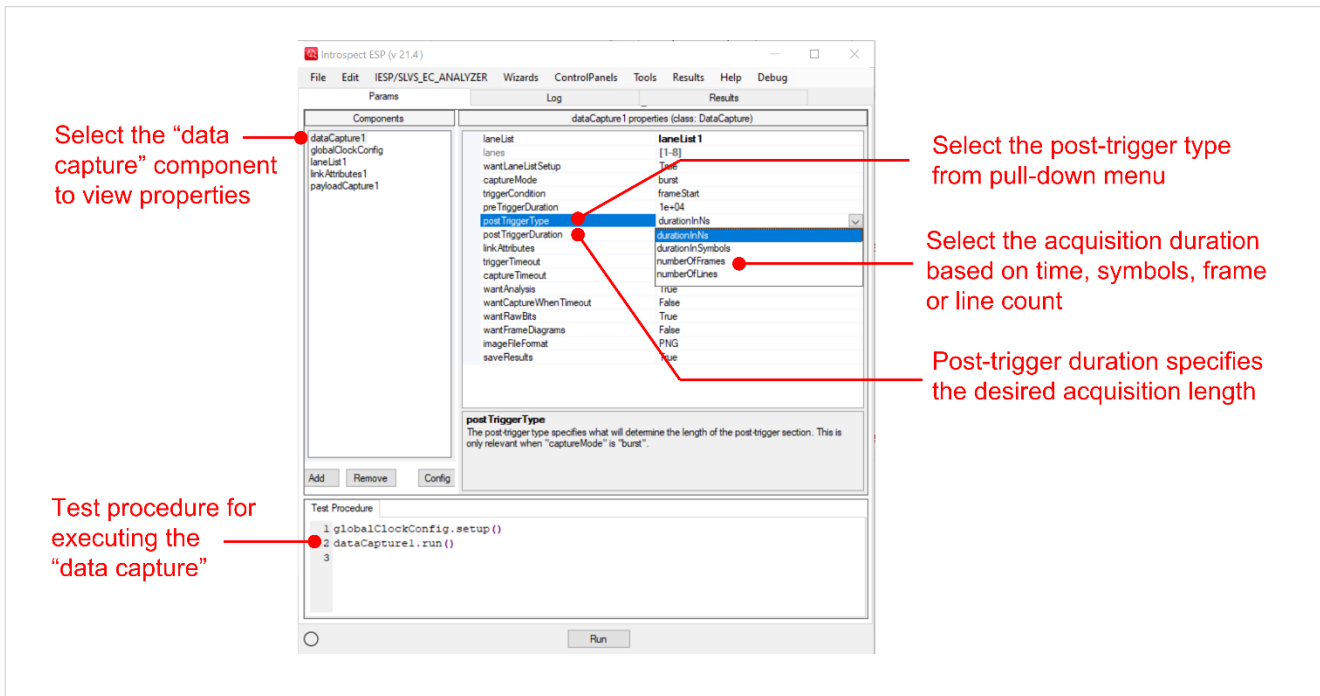 Introspect ESP (v 21.4)
File Edit IESP/SLVS_EC_ANALYZER Wizards ControlPanels Tools Results Help Debug
Params Log Results
Components dataCapture1 properties (class: DataCapture)
Select the “data
capture” component
to view properties
dataCapture1
globalClockConfig
laneList1
linkAttributes1
payloadCapture1
laneList laneList1
lanes [1-8]
wantLaneListSetup True
captureMode burst
triggerCondition frameStart
preTriggerDuration 1e+04
postTriggerType durationInNs
postTriggerDuration
linkAttributes
triggerTimeout
captureTimeout
wantAnalysis True
wantCaptureWhenTimeout False
wantRawBits True
wantFrameDiagrams False
imageFileFormat PNG
saveResults True
durationInNs
durationInSymbols
numberOfFrames
numberOfLines
Select the post-trigger type
from pull-down menu
Select the acquisition duration
based on time, symbols, frame
or line count
Post-trigger duration specifies
the desired acquisition length
postTriggerType
The post-trigger type specifies what will determine the length of the post-trigger section. This is
only relevant when "captureMode" is "burst".
Add Remove Config
Test procedure for
executing the
“data capture”
Test Procedure
1 globalClockConfig.setup()
2 dataCapture1.run()
3
Run